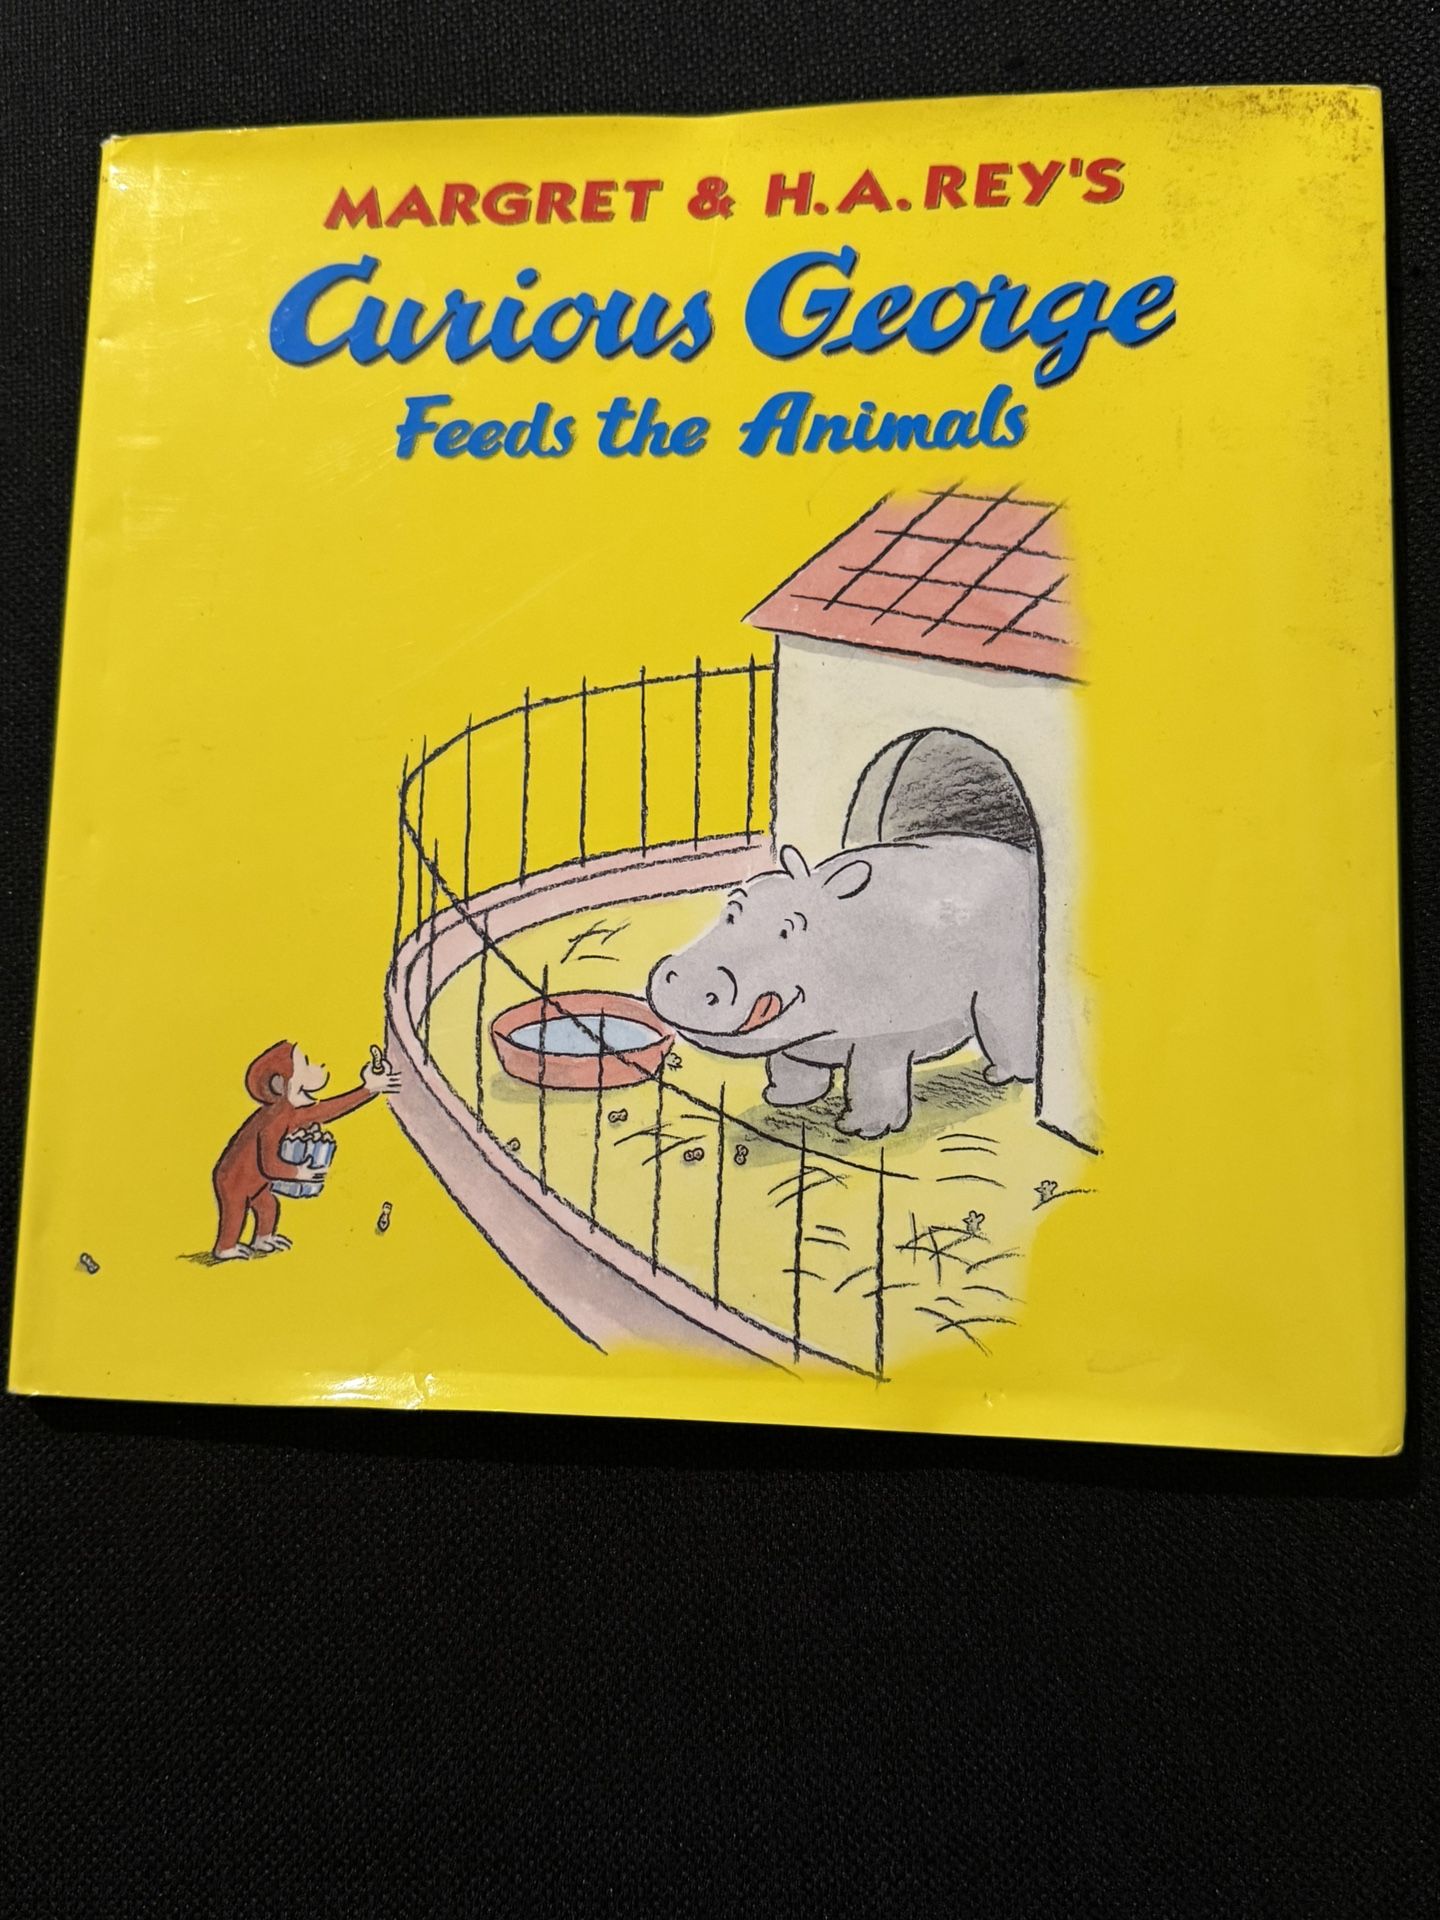 MARGRET & H.A.REY'S
Curious George
Feeds the Animals